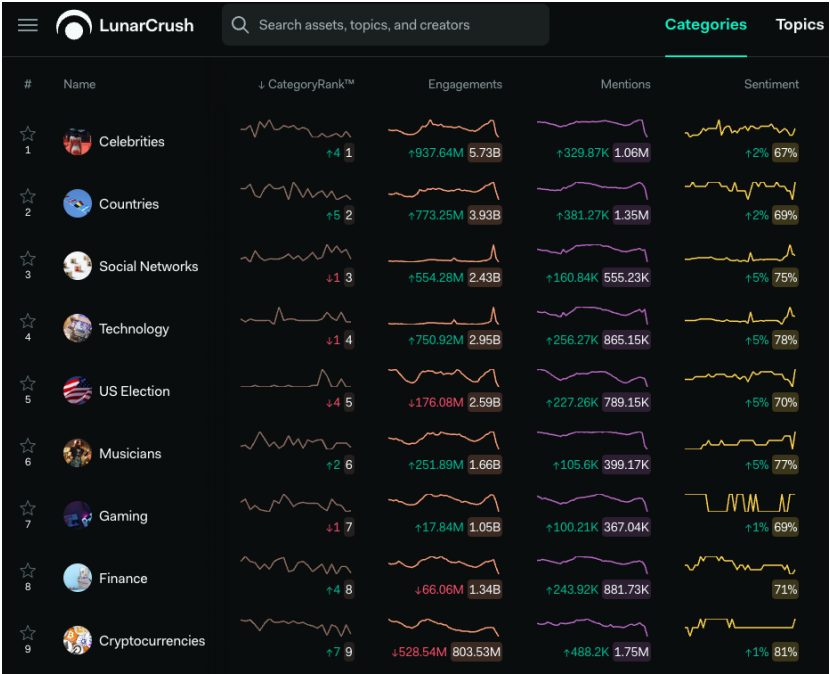 LunarCrush Search assets, topics, and creators Categories Topics
# Name ↓ CategoryRank™ Engagements Mentions Sentiment
1 Celebrities ↑4 1 ↑937.64M 5.73B ↑329.87K 1.06M ↑2% 67%
2 Countries ↑5 2 ↑773.25M 3.93B ↑381.27K 1.35M ↑2% 69%
3 Social Networks ↓1 3 ↑554.28M 2.43B ↑160.84K 555.23K ↑5% 75%
4 Technology ↓1 4 ↑750.92M 2.95B ↑256.27K 865.15K ↑5% 78%
5 US Election ↓4 5 ↓176.08M 2.59B ↑227.26K 789.15K ↑5% 70%
6 Musicians ↑2 6 ↑251.89M 1.66B ↑105.6K 399.17K ↑5% 77%
7 Gaming ↓1 7 ↑17.84M 1.05B ↑100.21K 367.04K ↑1% 69%
8 Finance ↑4 8 ↓66.06M 1.34B ↑243.92K 881.73K 71%
9 Cryptocurrencies ↑7 9 ↓528.54M 803.53M ↑488.2K 1.75M ↑1% 81%